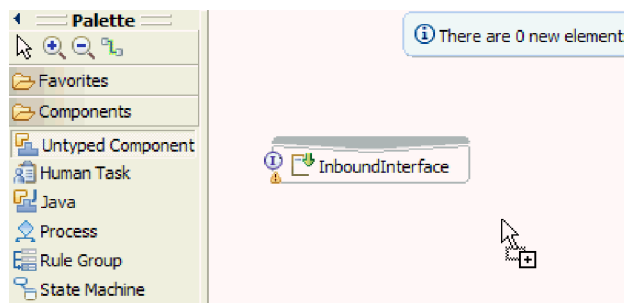 Palette
There are 0 new element
Favorites
Components
Untyped Component
InboundInterface
Human Task
Java
Process
Rule Group
State Machine